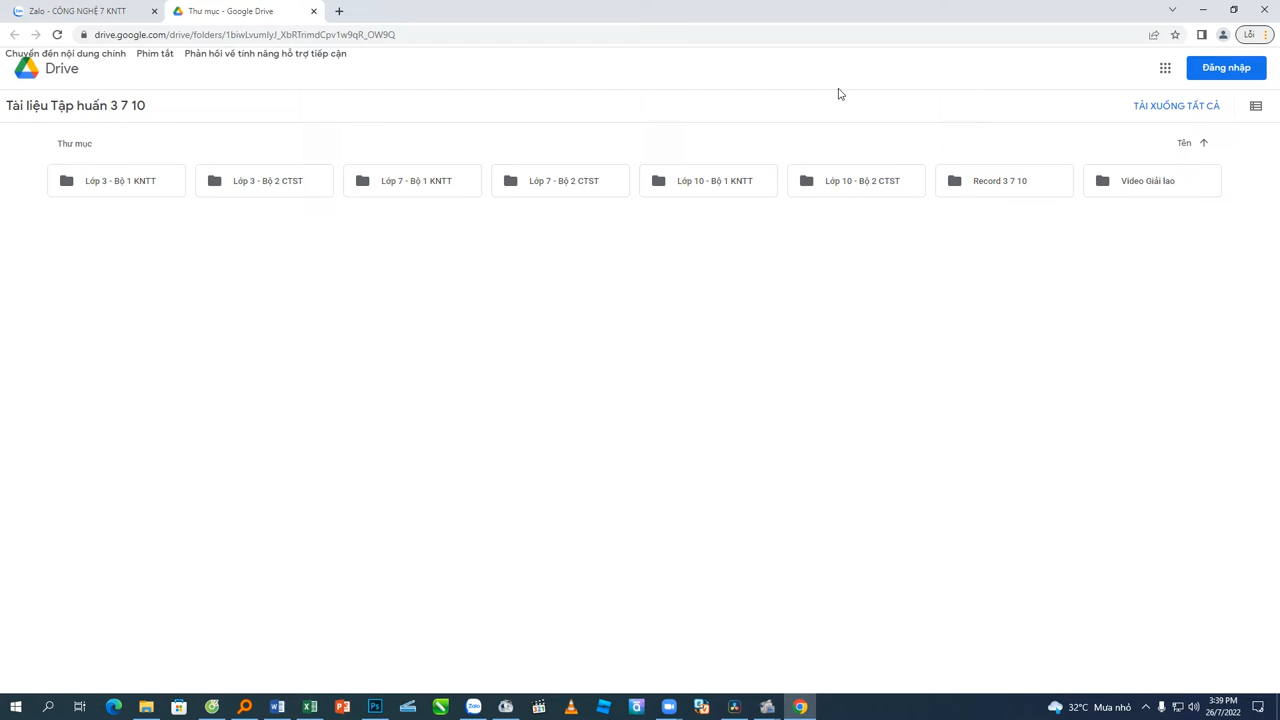 Zalo - CÔNG NGHỆ 7 KNTT
Thư mục - Google Drive
drive.google.com/drive/folders/1biwLvumlyJ_XbRTrimdCpv1w9qR_OW9Q
Lỗi
Chuyển đến nội dung chính
Phím tắt
Phản hồi về tính năng hỗ trợ tiếp cận
Drive
Đăng nhập
Tài liệu Tập huấn 3 7 10
TẢI XUỐNG TẤT CẢ
Thư mục
Tên
Lớp 3 - Bộ 1 KNTT
Lớp 3 - Bộ 2 CTST
Lớp 7 - Bộ 1 KNTT
Lớp 7 - Bộ 2 CTST
Lớp 10 - Bộ 1 KNTT
Lớp 10 - Bộ 2 CTST
Record 3 7 10
Video Giải lao
32°C Mưa nhỏ
3:39 PM
26/7/2022